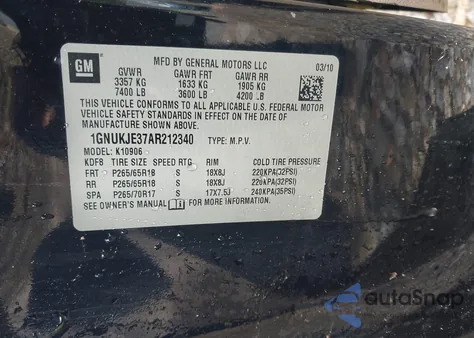 GM
MFD BY GENERAL MOTORS LLC
03/10
GVWR GAWR FRT GAWR RR
3357 KG 1633 KG 1905 KG
7400 LB 3600 LB 4200 LB
THIS VEHICLE CONFORMS TO ALL APPLICABLE U.S. FEDERAL MOTOR
VEHICLE SAFETY STANDARDS IN EFFECT ON THE DATE OF
MANUFACTURE SHOWN ABOVE.
1GNUKJE37AR212340 TYPE: M.P.V.
MODEL: K10906
KDF8 TIRE SIZE SPEED RTG RIM COLD TIRE PRESSURE
FRT P265/65R18 S 18X8J 220KPA(32PSI)
RR P265/65R18 S 18X8J 220KPA(32PSI)
SPA P265/70R17 S 17X7.5J 240KPA(35PSI)
SEE OWNER'S MANUAL FOR ADDITIONAL INFORMATION.
autoSnap